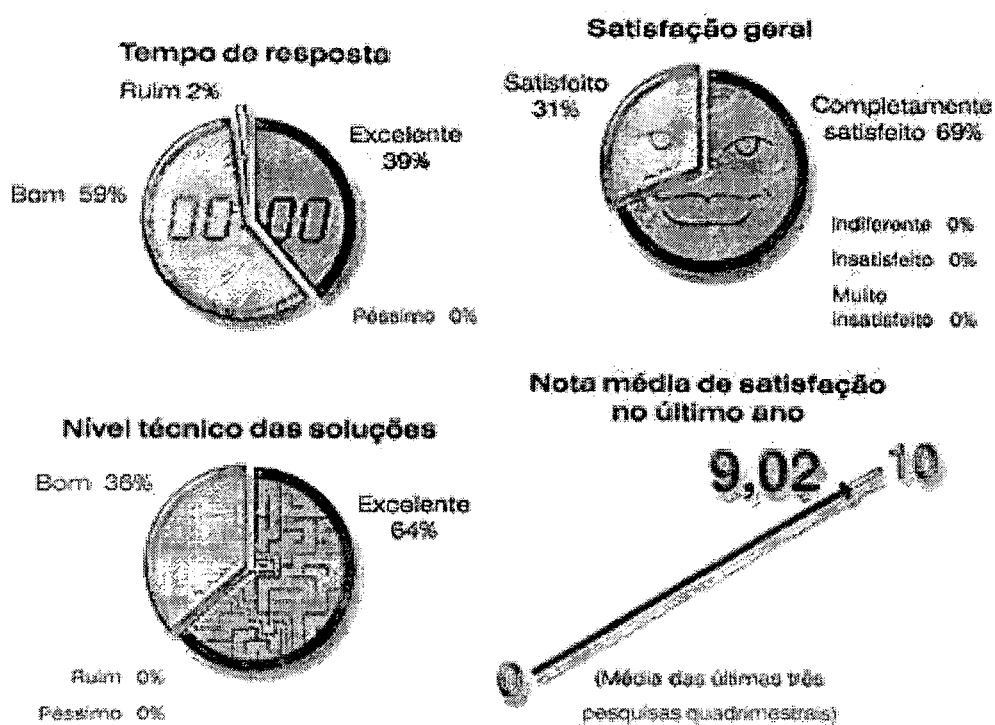 Tempo de resposta
Ruim 2%
Excelente
39%
Bom 59%
00 00
Péssimo 0%
Satisfação geral
Satisfeito
31%
Completamente
satisfeito 69%
Indiferente 0%
Insatisfeito 0%
Muito
insatisfeito 0%
Nível técnico das soluções
Bom 36%
Excelente
64%
Ruim 0%
Péssimo 0%
Nota média de satisfação
no último ano
9,02
10
0
(Média das últimas três
pesquisas quadrimestrais)